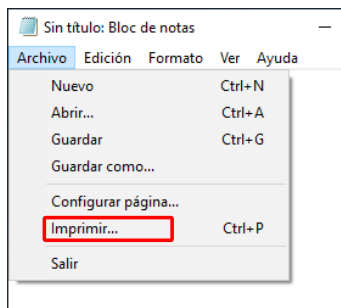 Sin título: Bloc de notas
Archivo Edición Formato Ver Ayuda
Nuevo Ctrl+N
Abrir... Ctrl+A
Guardar Ctrl+G
Guardar como...
Configurar página...
Imprimir... Ctrl+P
Salir